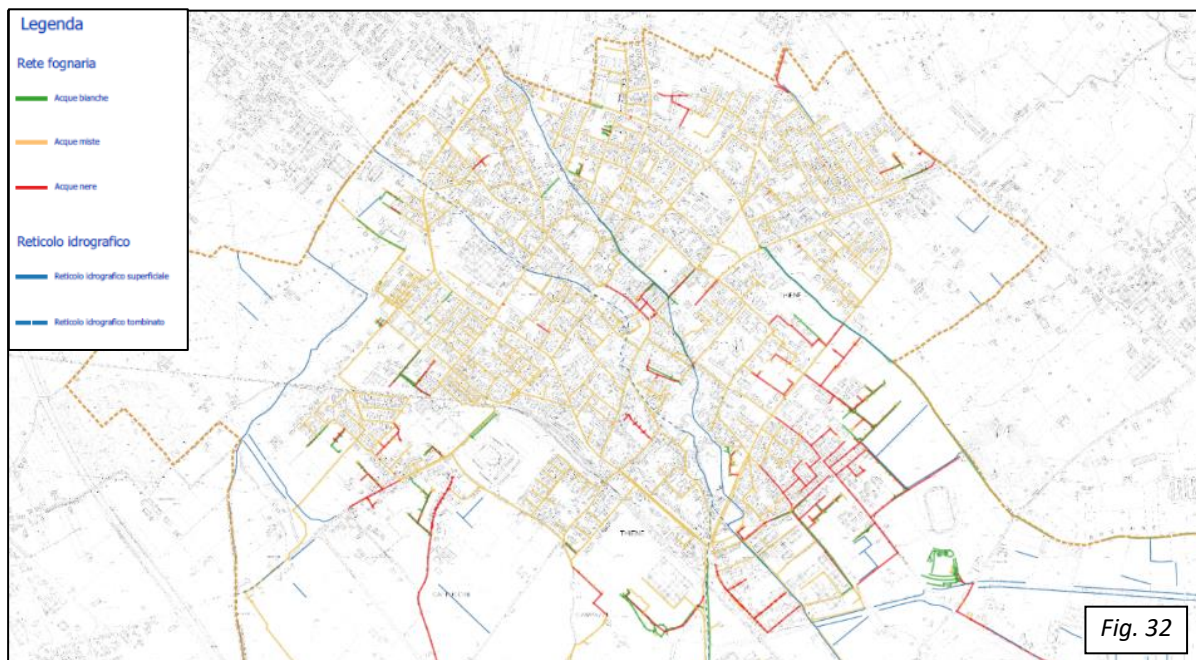 Legenda
Rete fognaria
Acque bianche
Acque miste
Acque nere
Reticolo idrografico
Reticolo idrografico superficiale
Reticolo idrografico tombinato
THIENE
Fig. 32